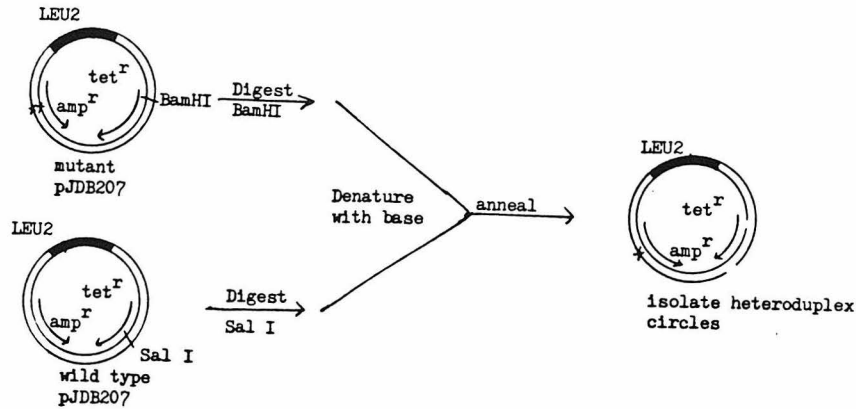 LEU2
tet r
amp r
BamHI
mutant
pJDB207
Digest
BamHI
LEU2
tet r
amp r
Sal I
wild type
pJDB207
Digest
Sal I
Denature
with base
anneal
LEU2
tet r
amp r
isolate heteroduplex
circles